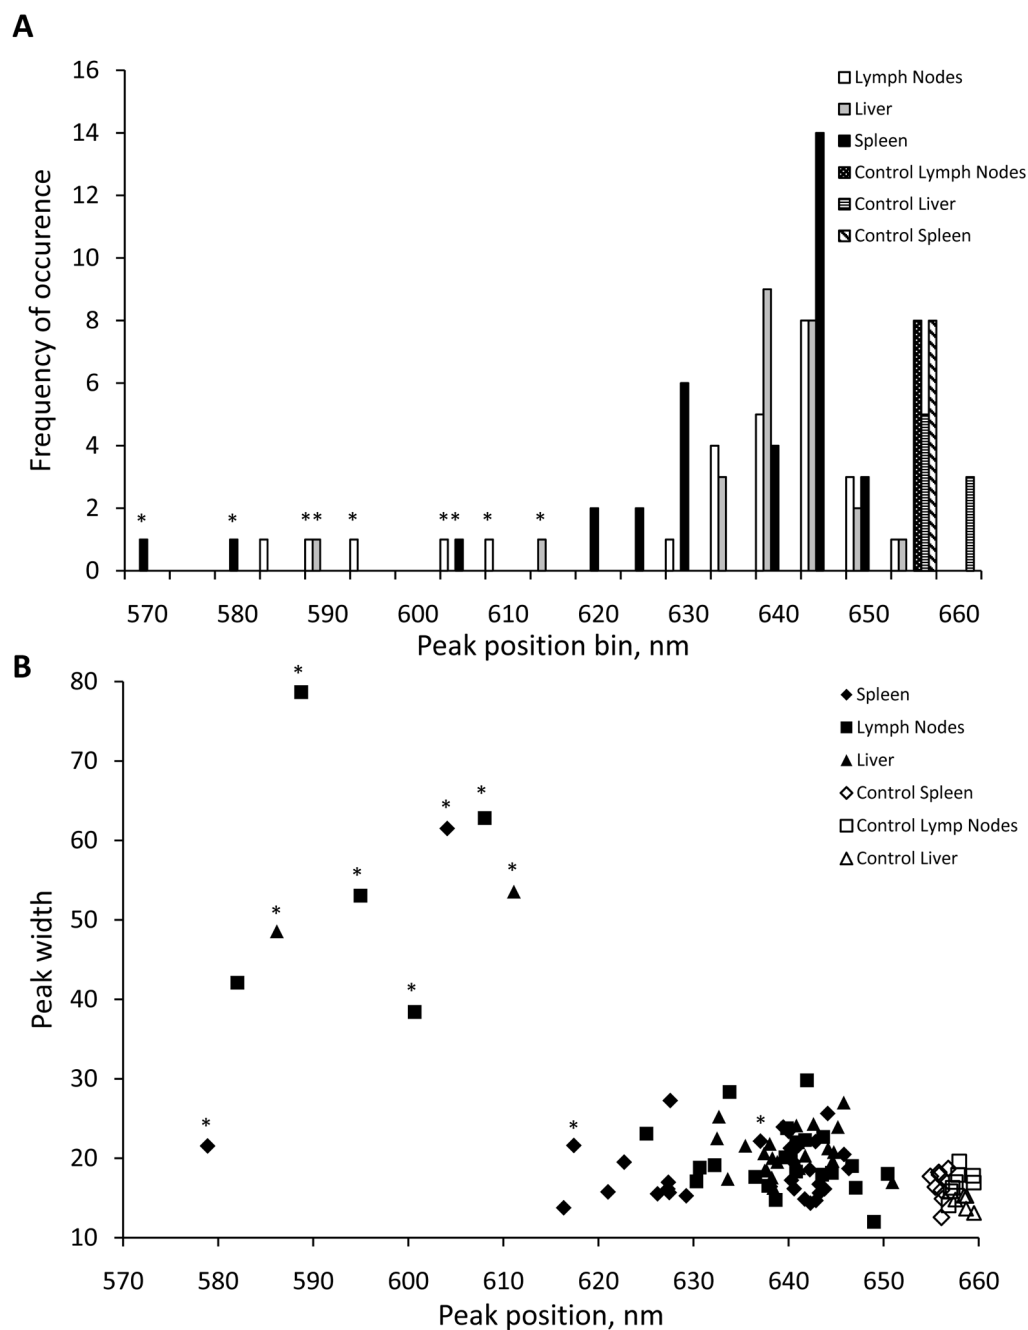 A
16
14
12
10
8
6
4
2
0
Frequency of occurence
Lymph Nodes
Liver
Spleen
Control Lymph Nodes
Control Liver
Control Spleen
* * * * * * * * *
570 580 590 600 610 620 630 640 650 660
Peak position bin, nm
B
80
70
60
50
40
30
20
10
Peak width
Spleen
Lymph Nodes
Liver
Control Spleen
Control Lymp Nodes
Control Liver
* * * * * * * * * *
570 580 590 600 610 620 630 640 650 660
Peak position, nm